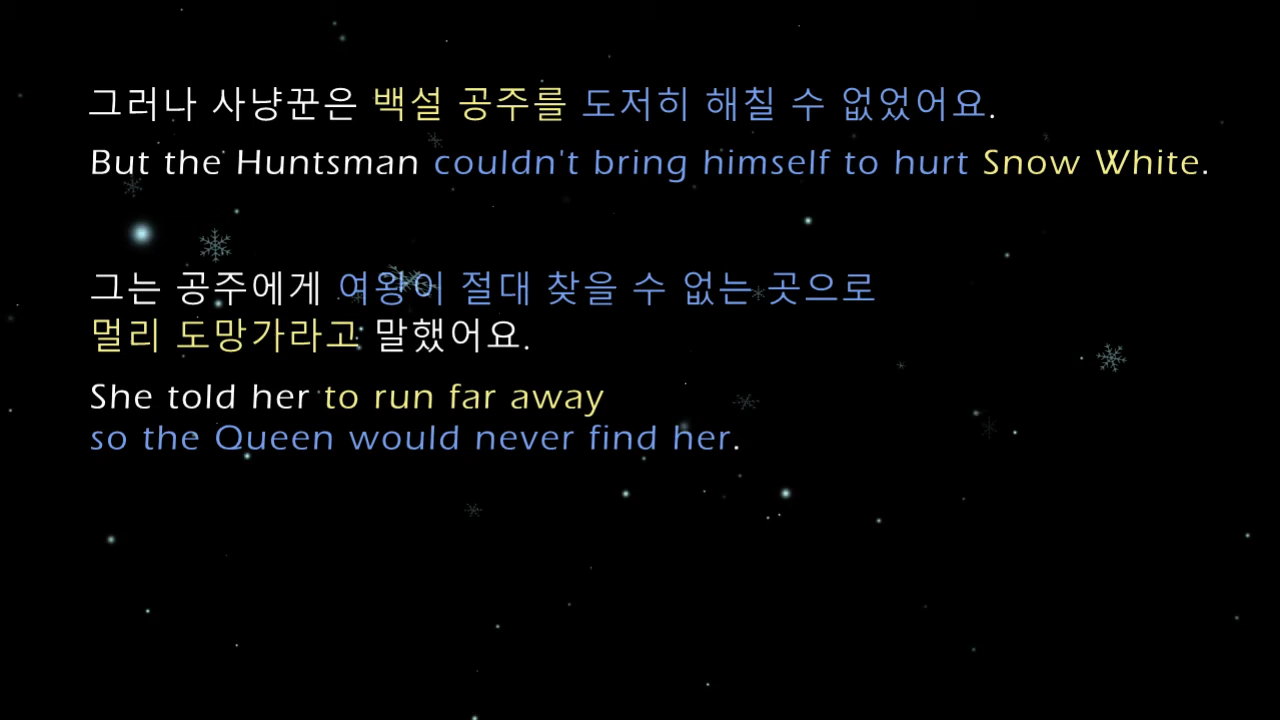 그러나 사냥꾼은 백설 공주를 도저히 해칠 수 없었어요.
But the Huntsman couldn't bring himself to hurt Snow White.
그는 공주에게 여왕이 절대 찾을 수 없는 곳으로
멀리 도망가라고 말했어요.
She told her to run far away
so the Queen would never find her.